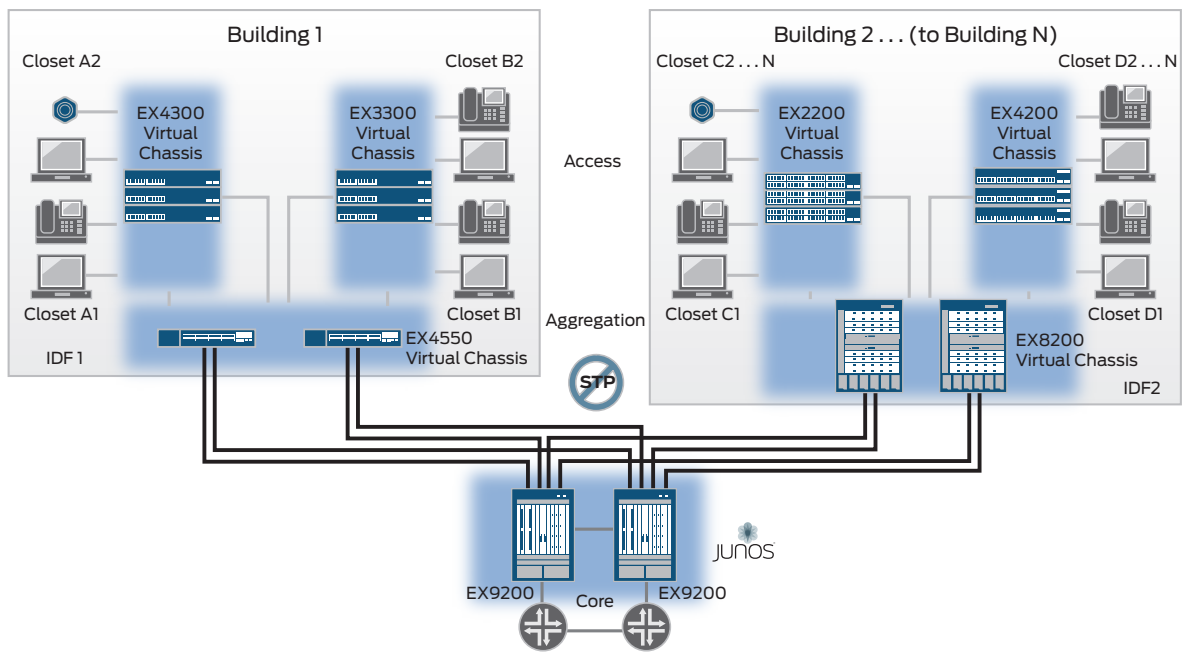 Building 1
Closet A2
Closet B2
EX4300
Virtual
Chassis
EX3300
Virtual
Chassis
Closet A1
Closet B1
IDF 1
EX4550
Virtual Chassis
Access
Aggregation
STP
Building 2 . . . (to Building N)
Closet C2 . . . N
Closet D2 . . . N
EX2200
Virtual
Chassis
EX4200
Virtual
Chassis
Closet C1
Closet D1
EX8200
Virtual Chassis
IDF2
JUNOS
EX9200
EX9200
Core